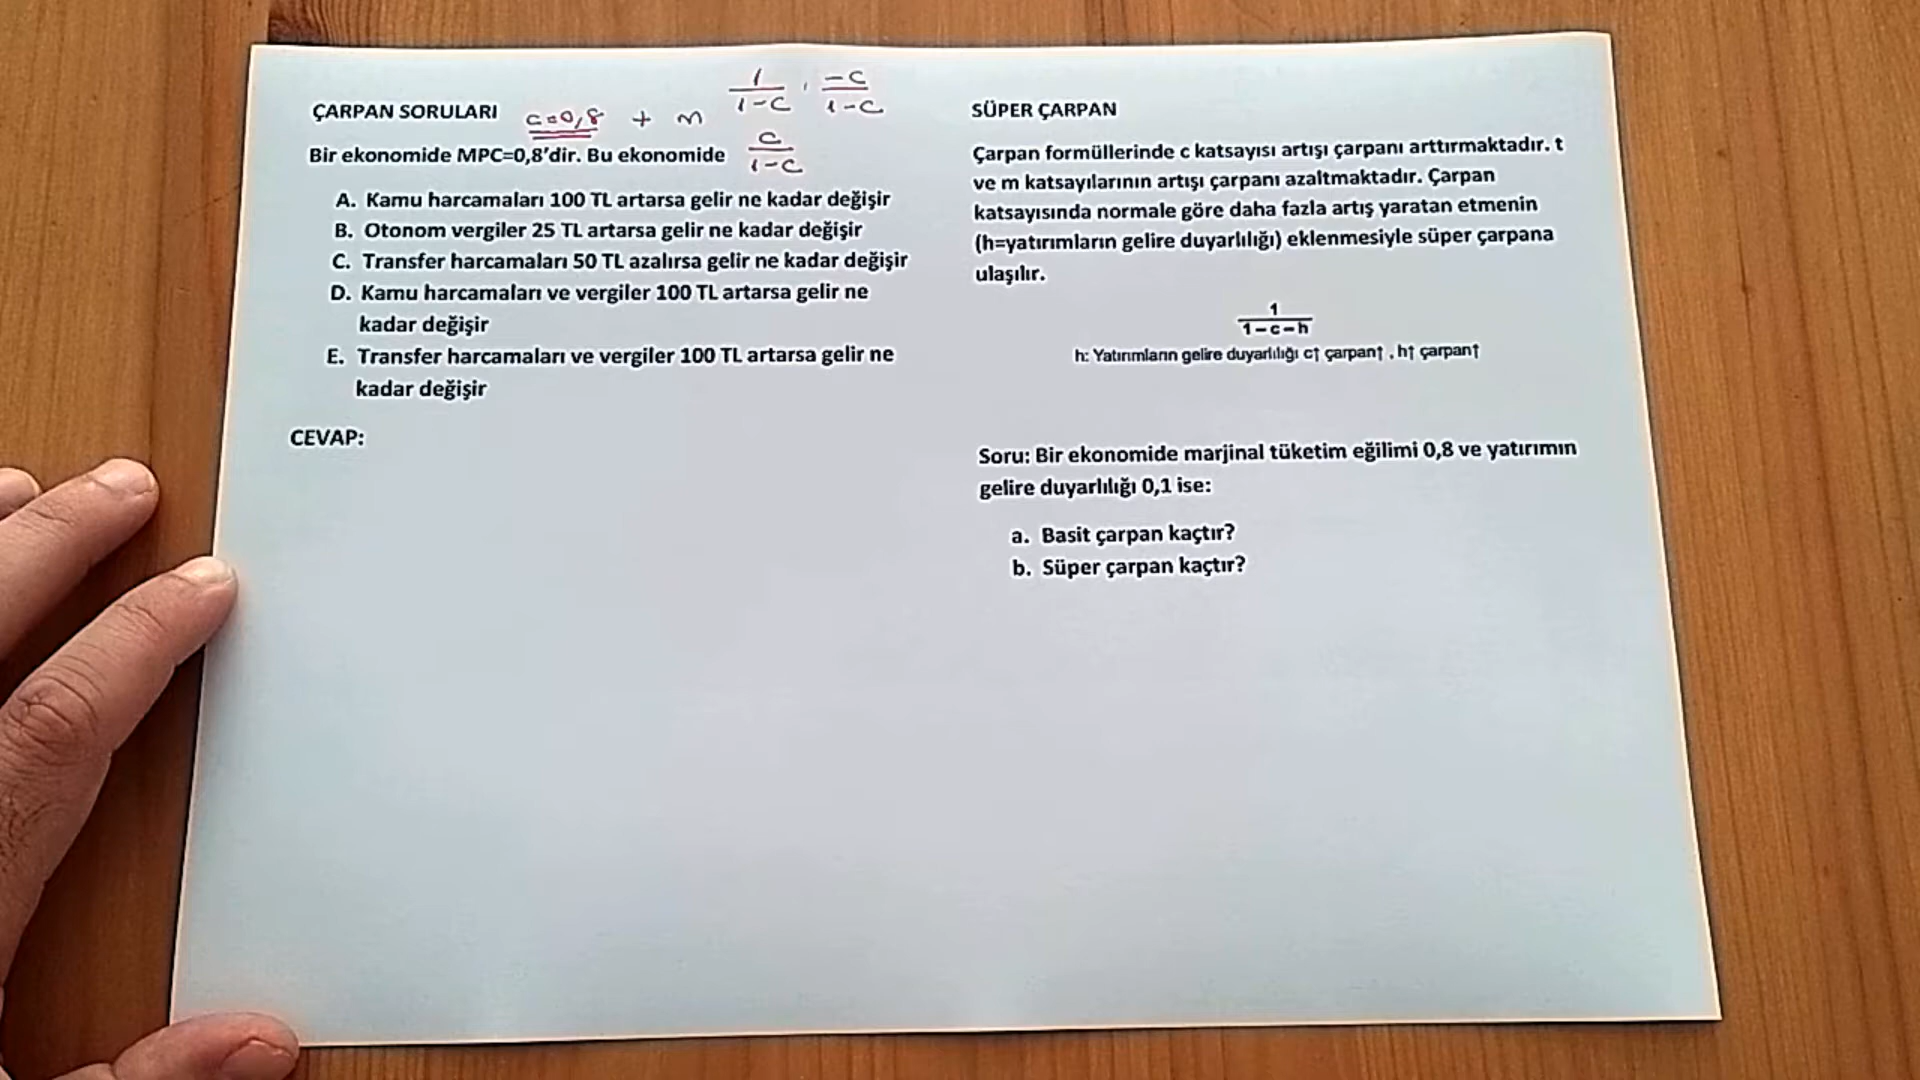 ÇARPAN SORULARI
c=0,8 + m
1/1-c , -c/1-c
c/1-c
Bir ekonomide MPC=0,8'dir. Bu ekonomide
A. Kamu harcamaları 100 TL artarsa gelir ne kadar değişir
B. Otonom vergiler 25 TL artarsa gelir ne kadar değişir
C. Transfer harcamaları 50 TL azalırsa gelir ne kadar değişir
D. Kamu harcamaları ve vergiler 100 TL artarsa gelir ne
kadar değişir
E. Transfer harcamaları ve vergiler 100 TL artarsa gelir ne
kadar değişir
CEVAP:
SÜPER ÇARPAN
Çarpan formüllerinde c katsayısı artışı çarpanı arttırmaktadır. t
ve m katsayılarının artışı çarpanı azaltmaktadır. Çarpan
katsayısında normale göre daha fazla artış yaratan etmenin
(h=yatırımların gelire duyarlılığı) eklenmesiyle süper çarpana
ulaşılır.
1
1-c-h
h: Yatırımların gelire duyarlılığı c↑ çarpan↑ . h↑ çarpan↑
Soru: Bir ekonomide marjinal tüketim eğilimi 0,8 ve yatırımın
gelire duyarlılığı 0,1 ise:
a. Basit çarpan kaçtır?
b. Süper çarpan kaçtır?